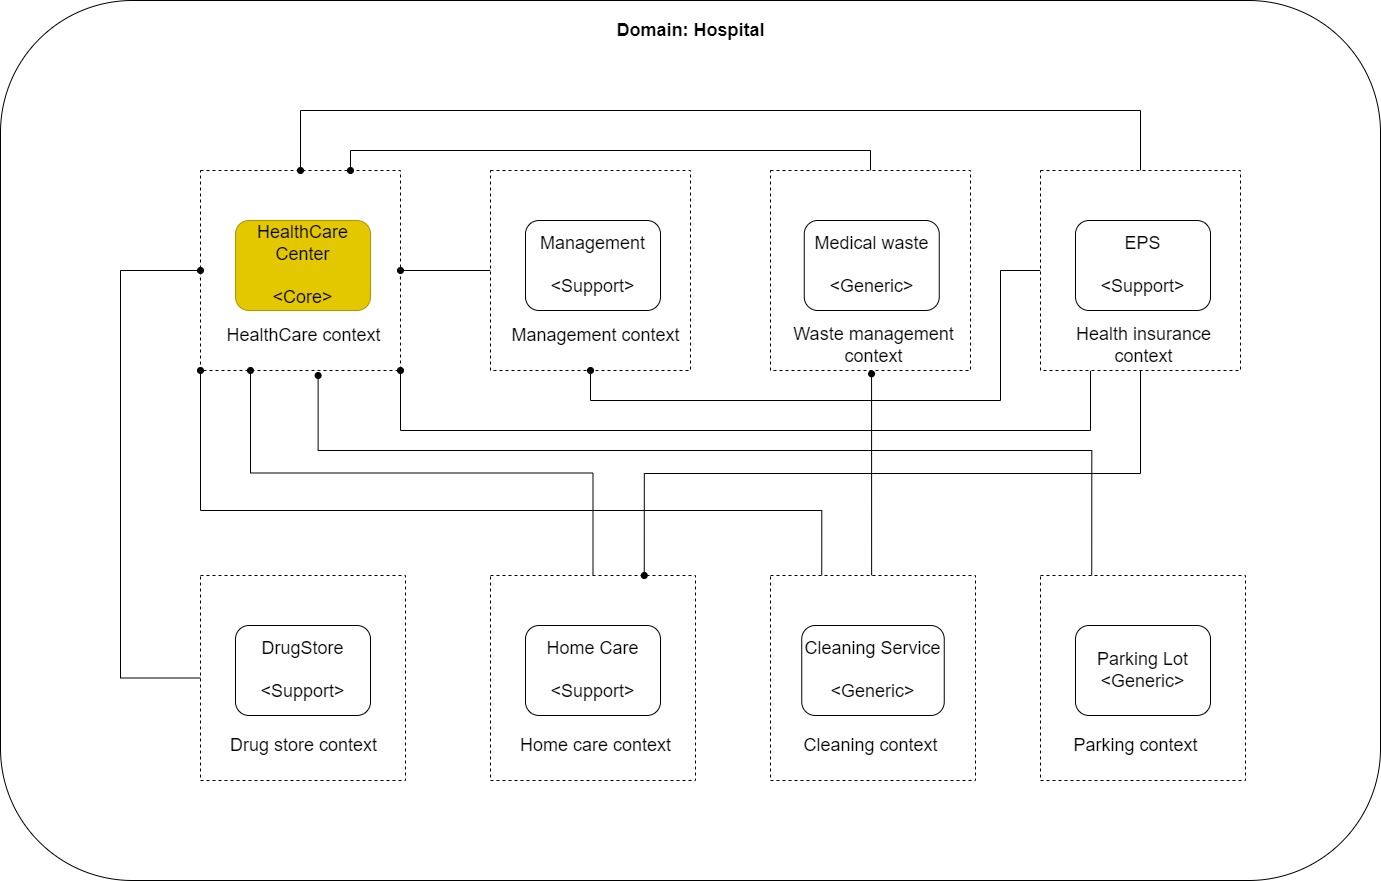 Domain: Hospital
HealthCare
Center
<Core>
HealthCare context
Management
<Support>
Management context
Medical waste
<Generic>
Waste management
context
EPS
<Support>
Health insurance
context
DrugStore
<Support>
Drug store context
Home Care
<Support>
Home care context
Cleaning Service
<Generic>
Cleaning context
Parking Lot
<Generic>
Parking context